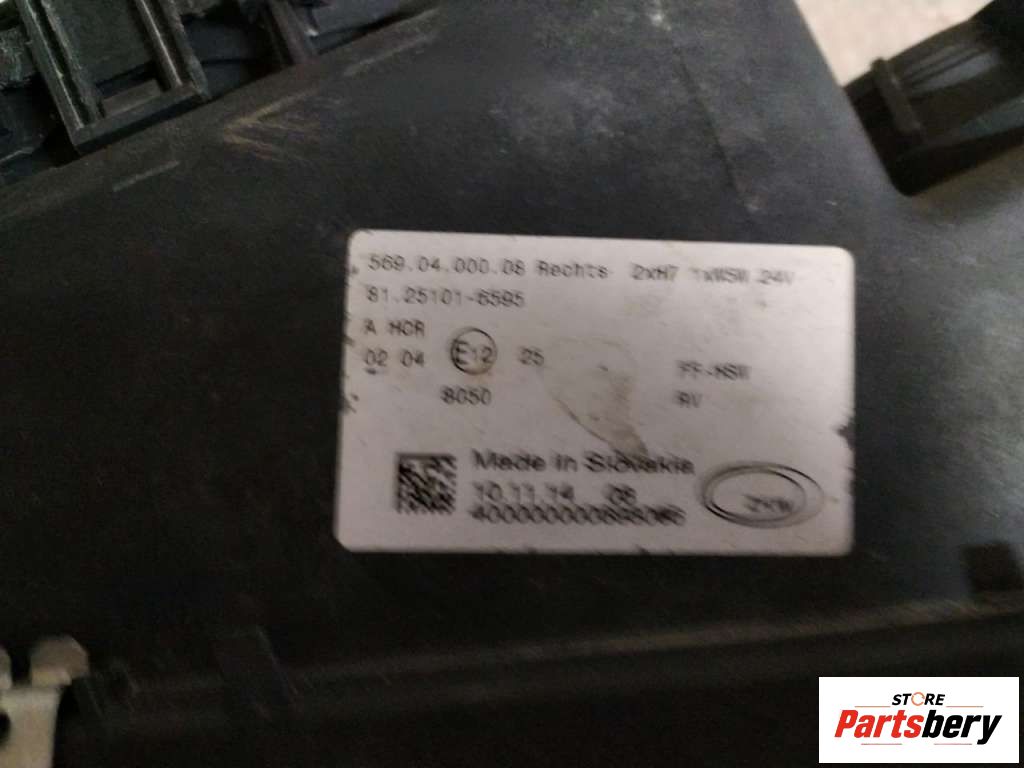 569.04.000.08 Rechts 2xH7 1xW5W 24V
81.25101-6595
A HCR
02 04 E12 25 FF-HSW
8050 RV
Made in Slovakia
10.11.14 08
ZKW
STORE
Partsbery